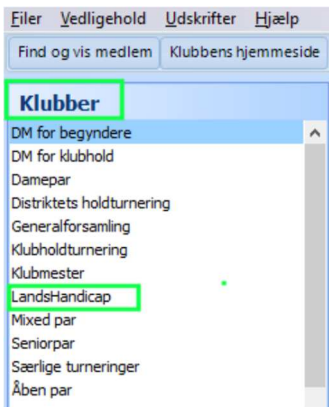 Filer Vedligehold Udskrifter Hjælp
Find og vis medlem Klubbens hjemmeside
Klubber
DM for begyndere
DM for klubhold
Damepar
Distriktets holdturnering
Generalforsamling
Klubholdturnering
Klubmester
LandsHandicap
Mixed par
Seniorpar
Særlige turneringer
Åben par